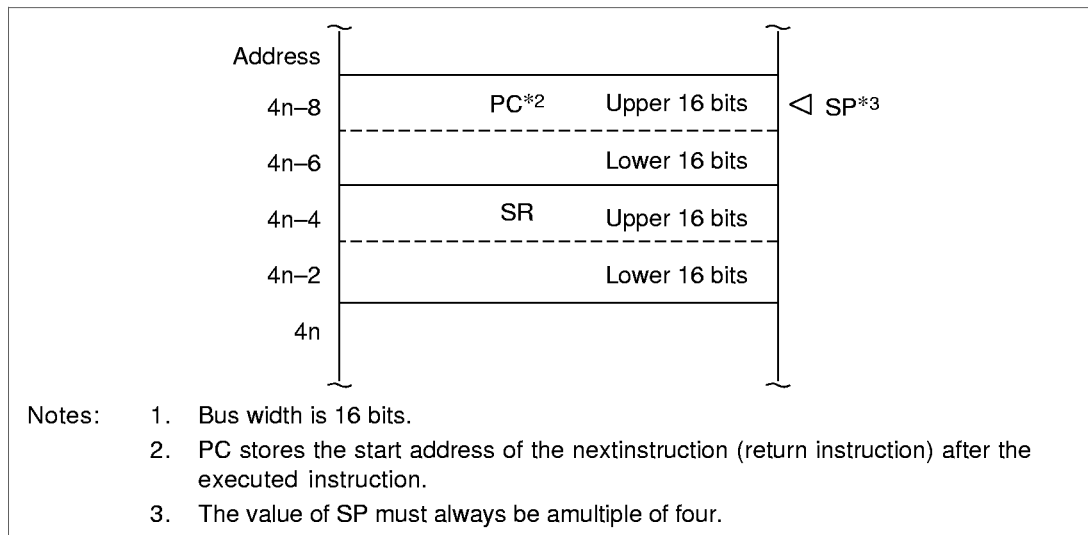 Address
4n–8 PC*2 Upper 16 bits SP*3
4n–6 Lower 16 bits
4n–4 SR Upper 16 bits
4n–2 Lower 16 bits
4n
Notes: 1. Bus width is 16 bits.
2. PC stores the start address of the nextinstruction (return instruction) after the
executed instruction.
3. The value of SP must always be amultiple of four.